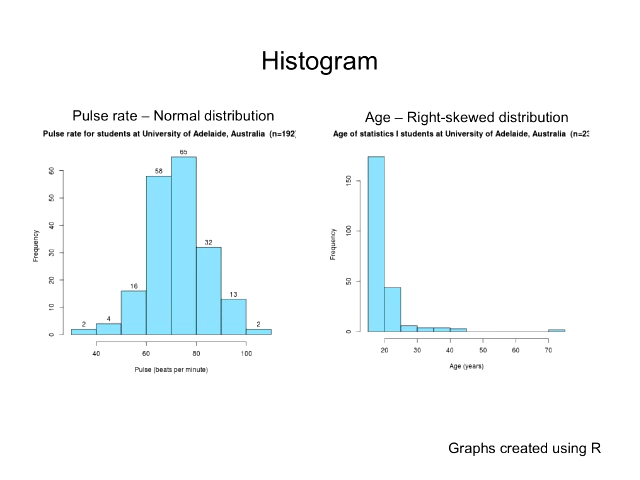 Histogram
Pulse rate – Normal distribution
Pulse rate for students at University of Adelaide, Australia (n=192)
65
58
32
16
13
4
2
2
60
50
40
30
20
10
0
Frequency
40 60 80 100
Pulse (beats per minute)
Age – Right-skewed distribution
Age of statistics I students at University of Adelaide, Australia
150
100
50
0
Frequency
20 30 40 50 60 70
Age (years)
Graphs created using R